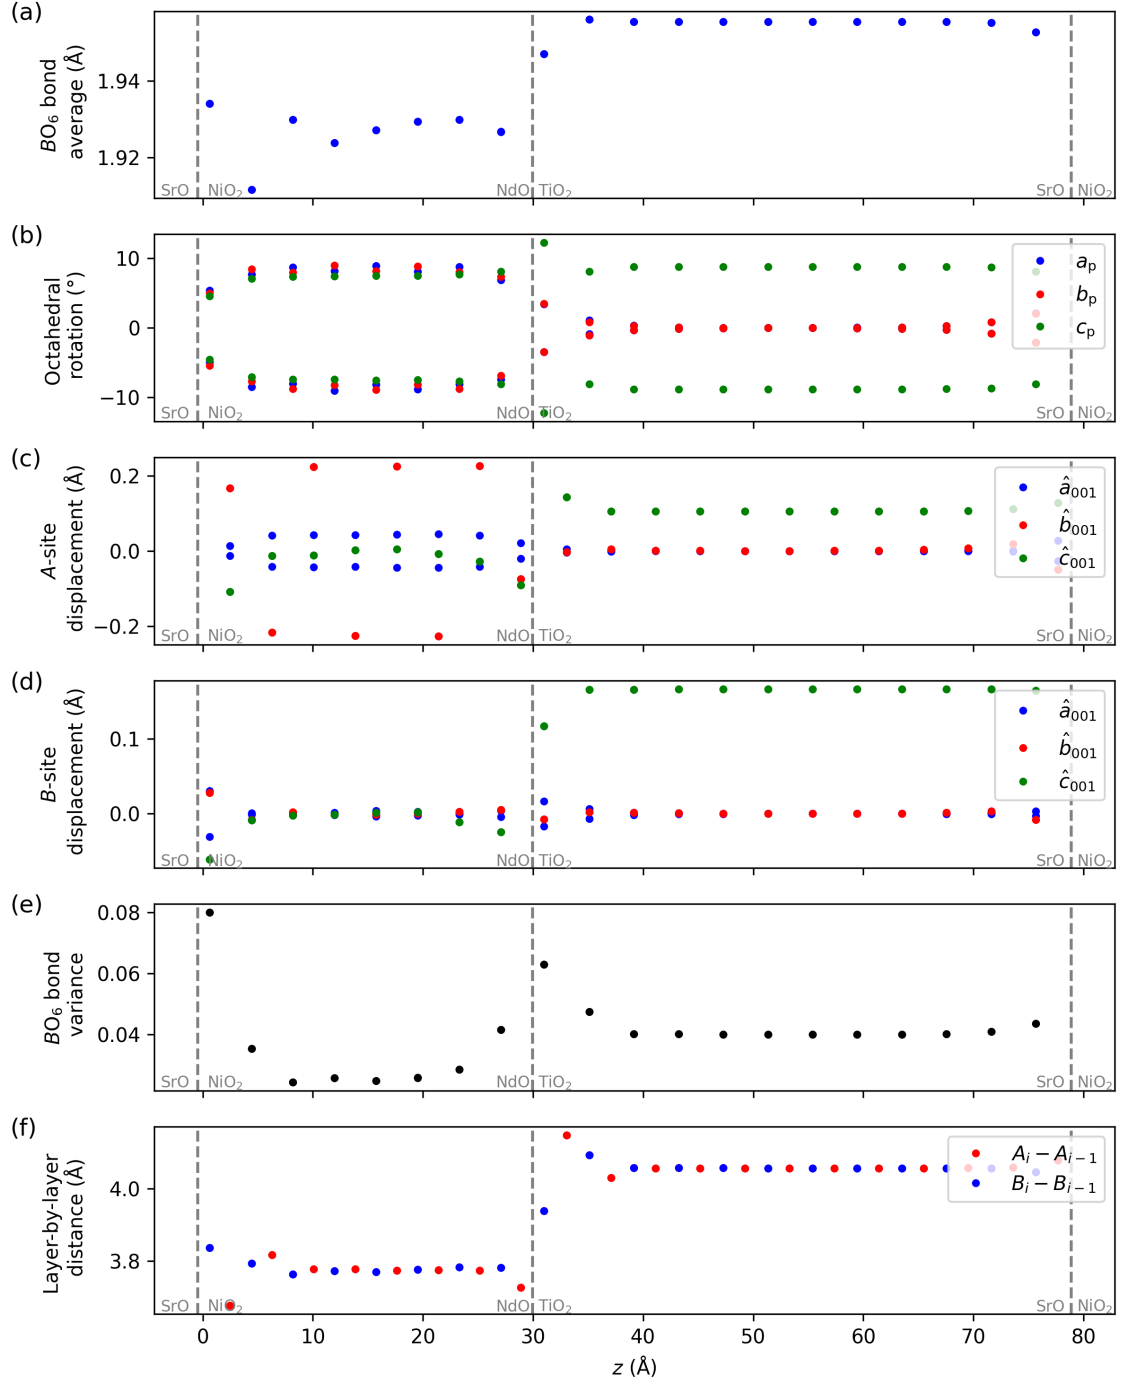 (a)
BO₆ bond
average (Å)
1.94
1.92
SrO NiO₂ NdO TiO₂ SrO NiO₂
(b)
Octahedral
rotation (°)
10
0
−10
aₚ
bₚ
cₚ
SrO NiO₂ NdO TiO₂ SrO NiO₂
(c)
A-site
displacement (Å)
0.2
0.0
−0.2
â₀₀₁
b̂₀₀₁
ĉ₀₀₁
SrO NiO₂ NdO TiO₂ SrO NiO₂
(d)
B-site
displacement (Å)
0.1
0.0
â₀₀₁
b̂₀₀₁
ĉ₀₀₁
SrO NiO₂ NdO TiO₂ SrO NiO₂
(e)
BO₆ bond
variance
0.08
0.06
0.04
SrO NiO₂ NdO TiO₂ SrO NiO₂
(f)
Layer-by-layer
distance (Å)
4.0
3.8
Aᵢ − Aᵢ₋₁
Bᵢ − Bᵢ₋₁
SrO NiO₂ NdO TiO₂ SrO NiO₂
0 10 20 30 40 50 60 70 80
z (Å)